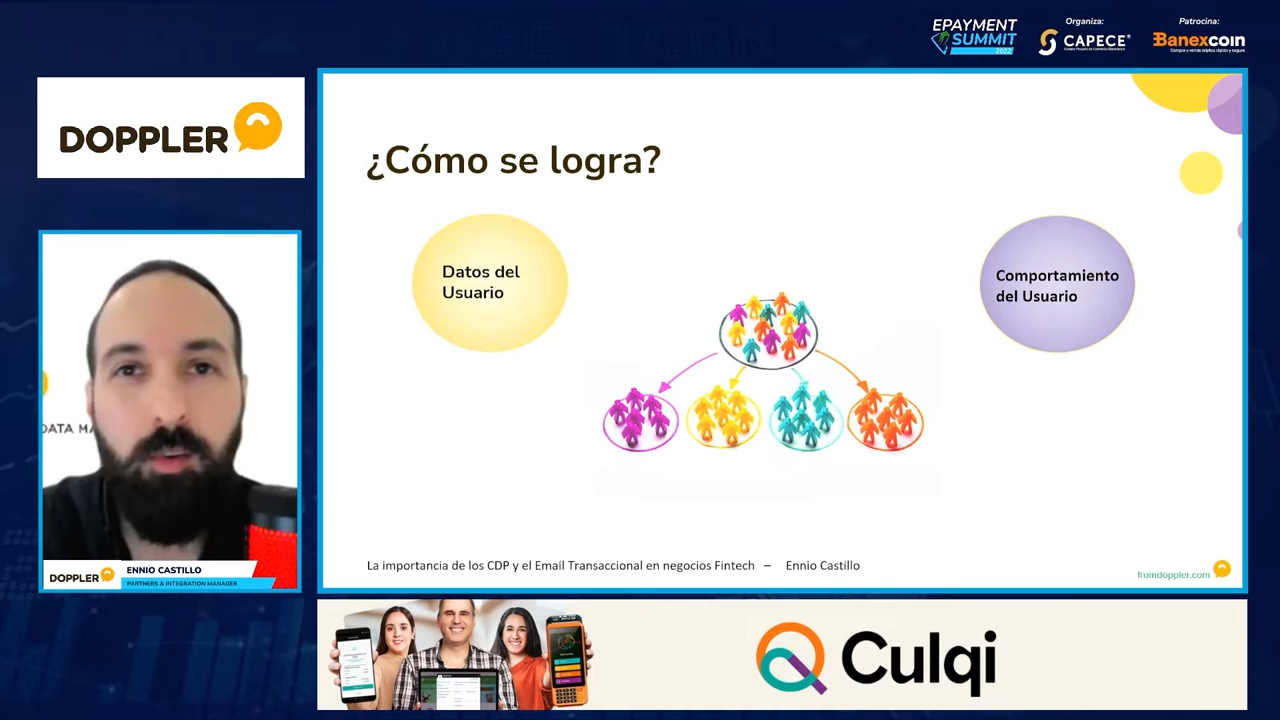 EPAYMENT
SUMMIT
2022
Organiza:
CAPECE®
Patrocina:
Banexcoin
DOPPLER
¿Cómo se logra?
Datos del
Usuario
Comportamiento
del Usuario
DATA MA
DOPPLER
ENNIO CASTILLO
PARTNERS & INTEGRATION MANAGER
La importancia de los CDP y el Email Transaccional en negocios Fintech – Ennio Castillo
fromdoppler.com
Culqi